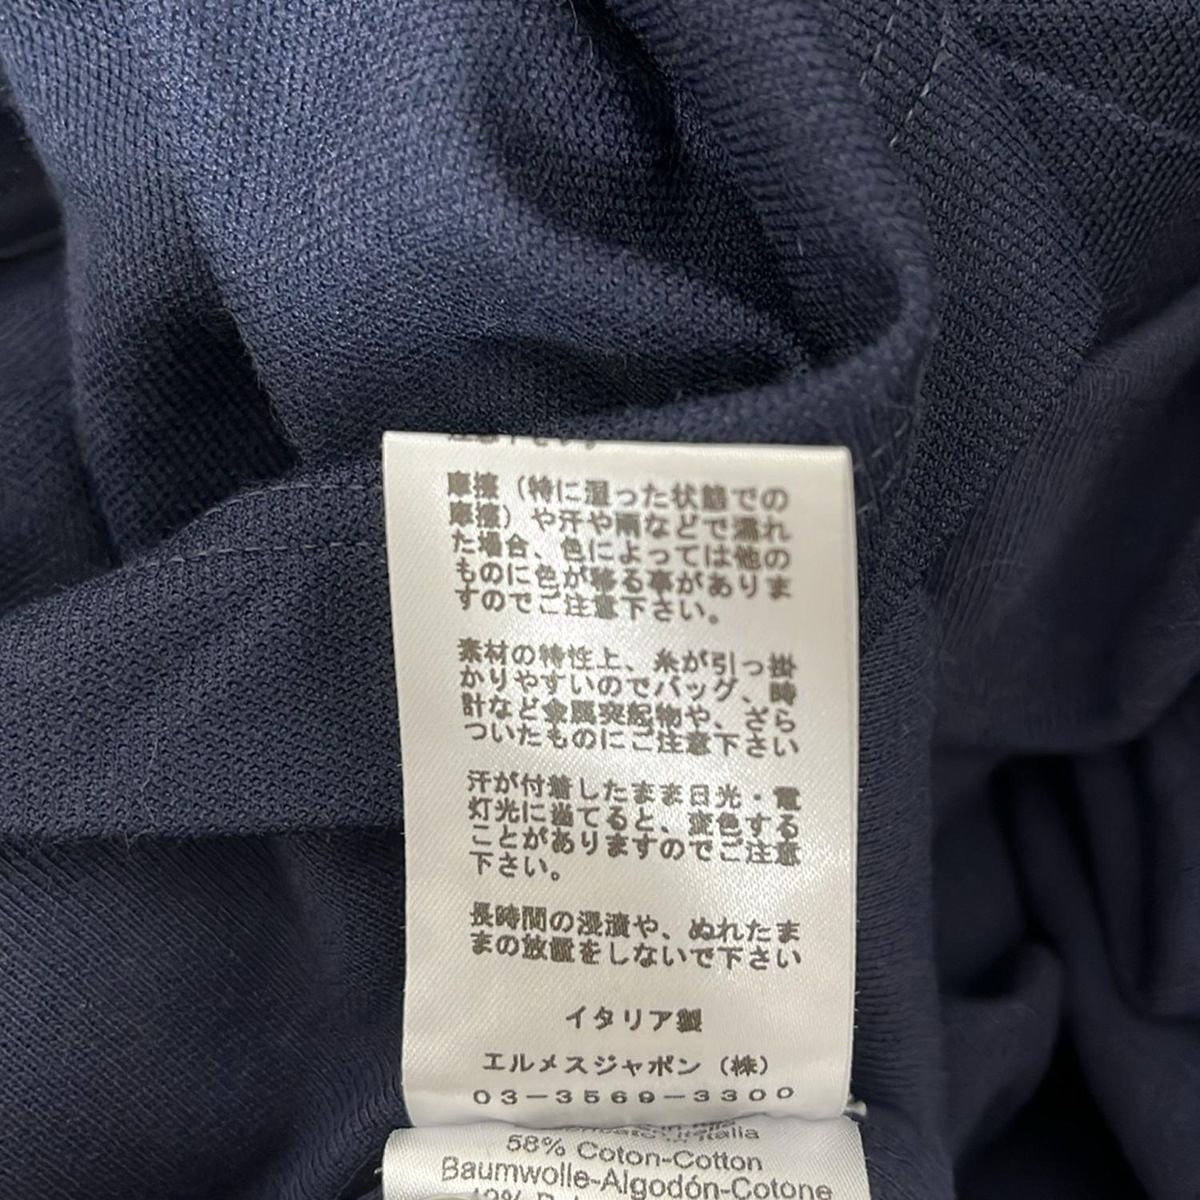 摩擦（特に湿った状態での
摩擦）や汗や雨などで濡れ
た場合、色によっては他の
ものに色が移る事がありま
すのでご注意下さい。
素材の特性上、糸が引っ掛
かりやすいのでバッグ、時
計など金属突起物や、ざら
ついたものにご注意下さい
汗が付着したまま日光・電
灯光に当てると、変色する
ことがありますのでご注意
下さい。
長時間の浸漬や、ぬれたま
まの放置をしないで下さい
イタリア製
エルメスジャポン（株）
03-3569-3300
58% Coton-Cotton
Baumwolle-Algodón-Cotone